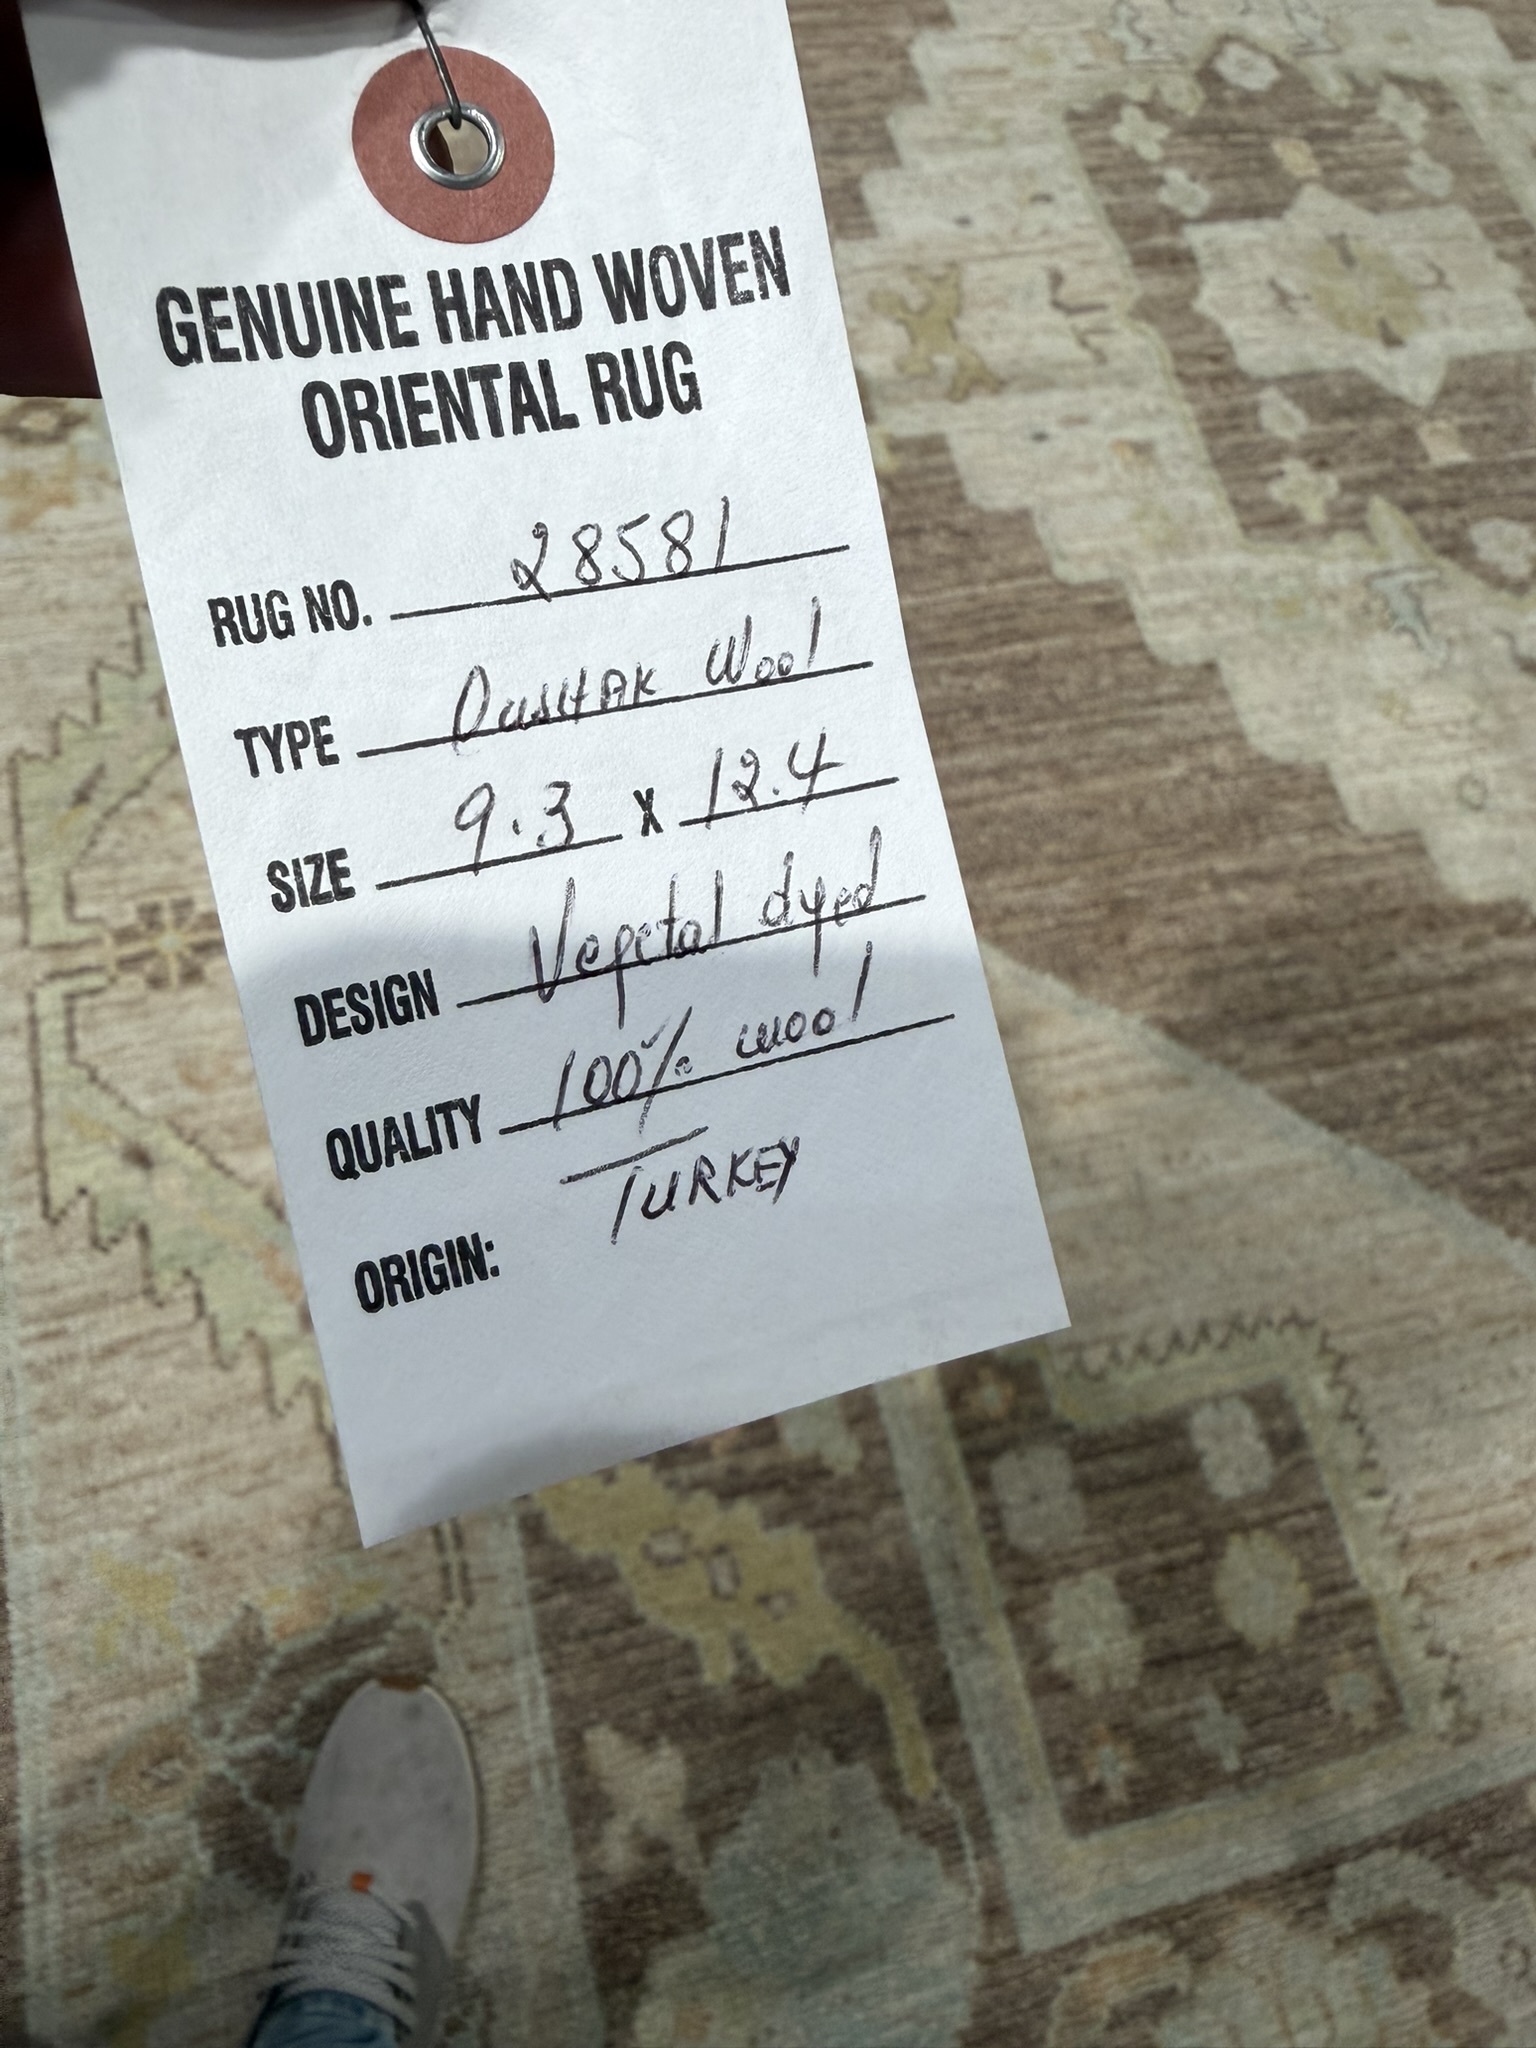 GENUINE HAND WOVEN
ORIENTAL RUG
RUG NO. 28581
TYPE OUSHAK Wool
SIZE 9.3 X 12.4
DESIGN Vegetal dyed
QUALITY 100% wool
ORIGIN: TURKEY